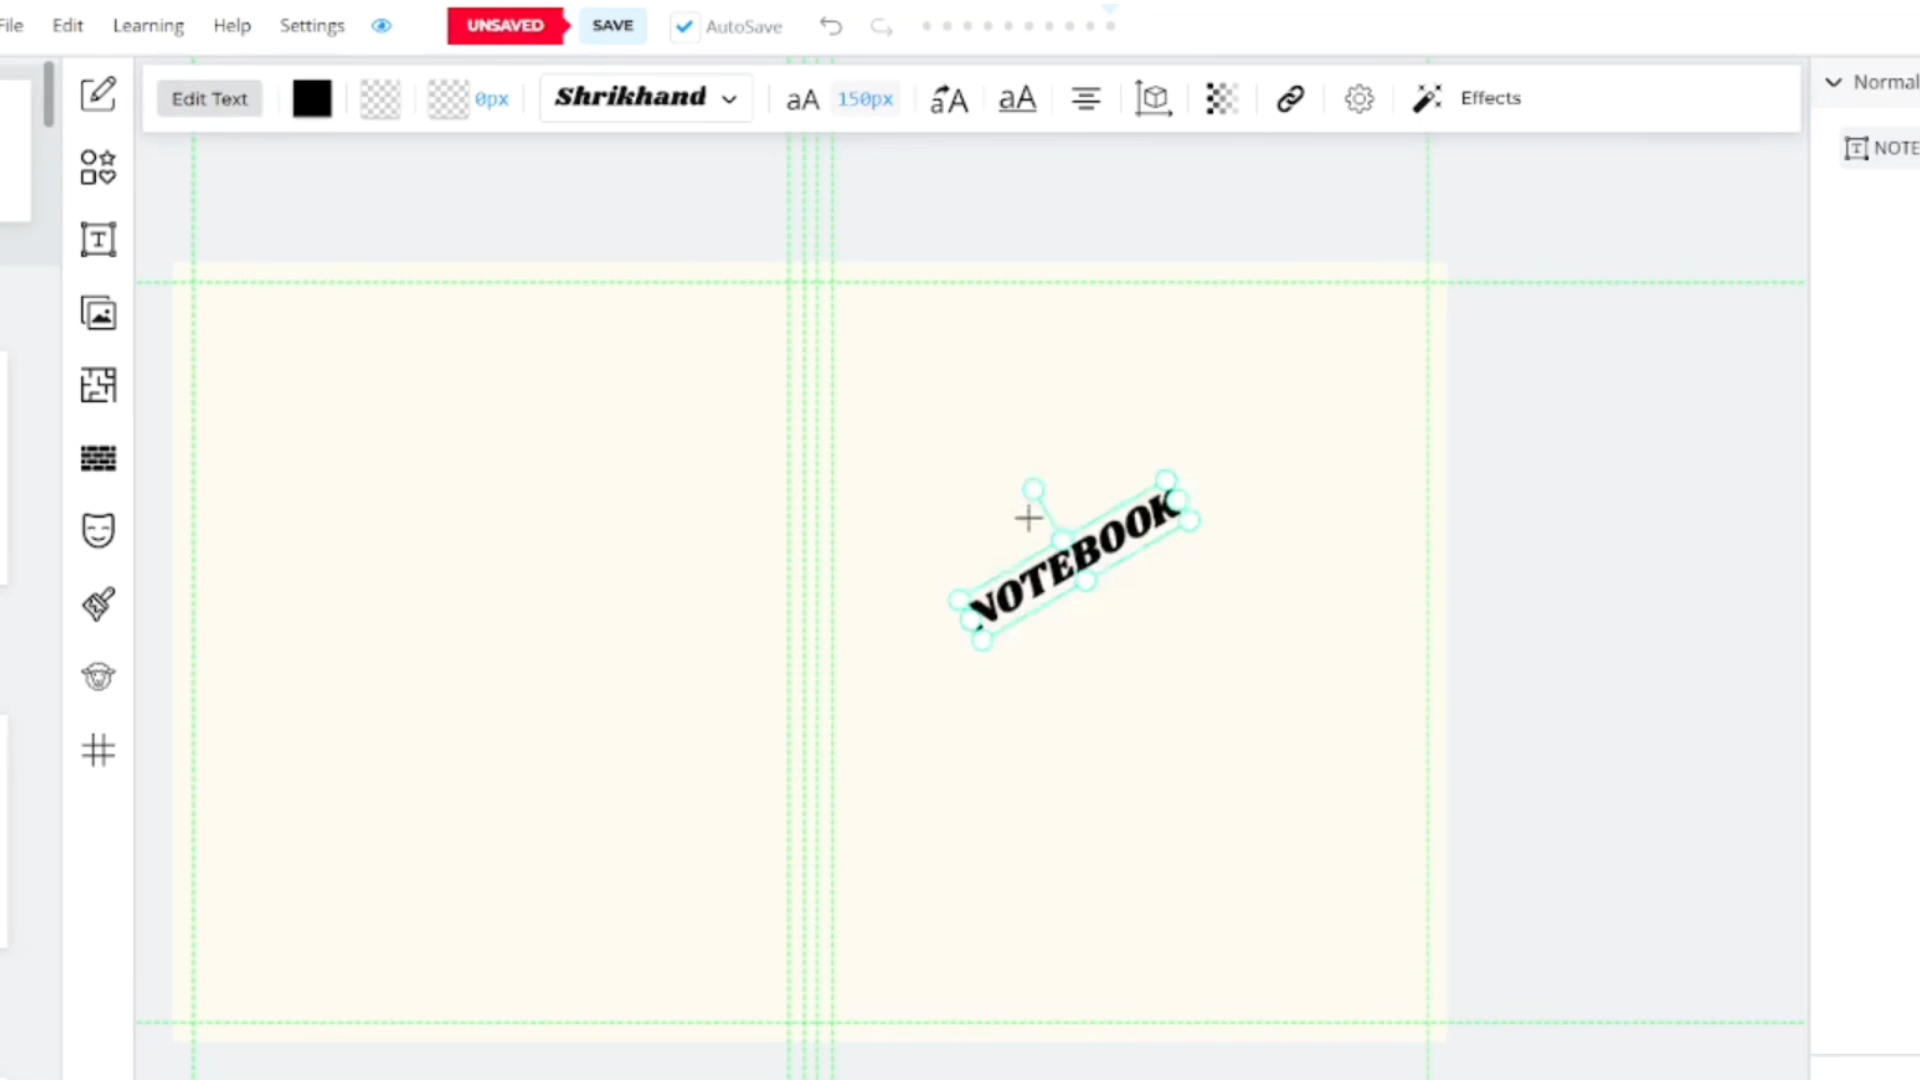 File Edit Learning Help Settings UNSAVED SAVE AutoSave
Edit Text 0px Shrikhand aA 150px aA aA Effects
Normal
NOTE
NOTEBOOK